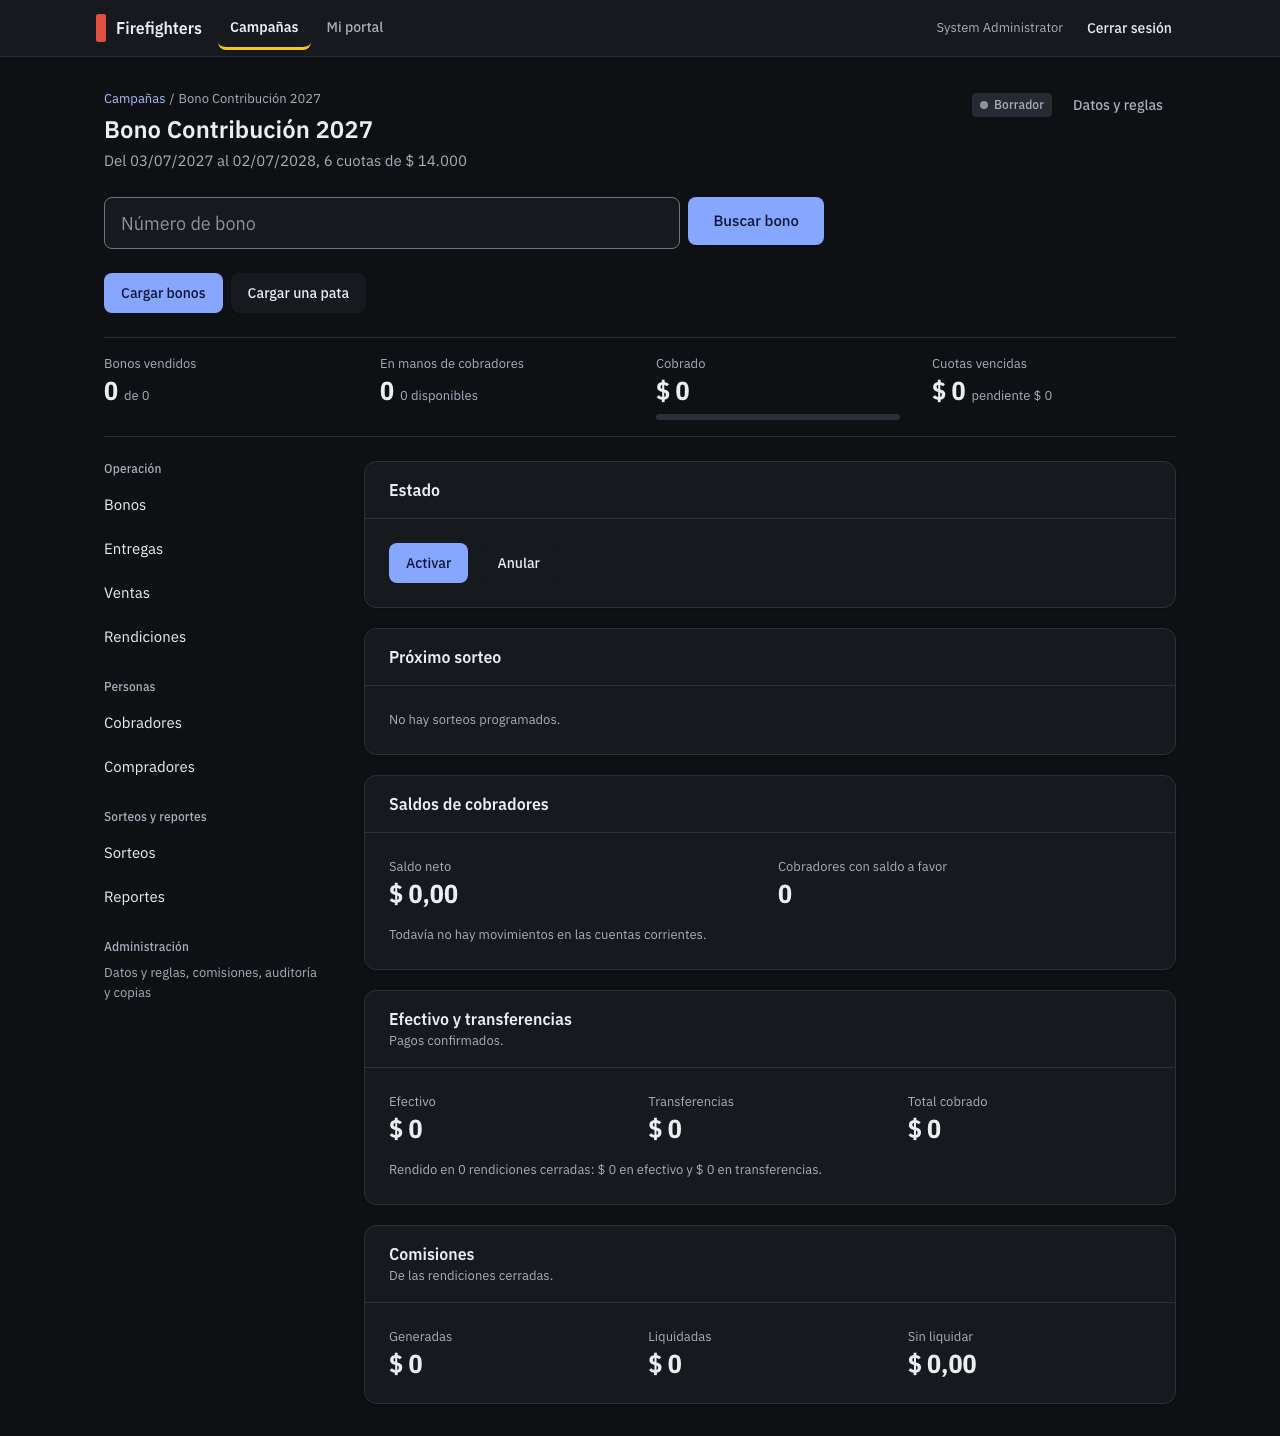 Firefighters
Campañas
Mi portal
System Administrator
Cerrar sesión
Campañas / Bono Contribución 2027
Borrador
Datos y reglas
Bono Contribución 2027
Del 03/07/2027 al 02/07/2028, 6 cuotas de $ 14.000
Número de bono
Buscar bono
Cargar bonos
Cargar una pata
Bonos vendidos
0 de 0
En manos de cobradores
0 0 disponibles
Cobrado
$ 0
Cuotas vencidas
$ 0 pendiente $ 0
Operación
Bonos
Entregas
Ventas
Rendiciones
Personas
Cobradores
Compradores
Sorteos y reportes
Sorteos
Reportes
Administración
Datos y reglas, comisiones, auditoría
y copias
Estado
Activar
Anular
Próximo sorteo
No hay sorteos programados.
Saldos de cobradores
Saldo neto
$ 0,00
Cobradores con saldo a favor
0
Todavía no hay movimientos en las cuentas corrientes.
Efectivo y transferencias
Pagos confirmados.
Efectivo
$ 0
Transferencias
$ 0
Total cobrado
$ 0
Rendido en 0 rendiciones cerradas: $ 0 en efectivo y $ 0 en transferencias.
Comisiones
De las rendiciones cerradas.
Generadas
$ 0
Liquidadas
$ 0
Sin liquidar
$ 0,00